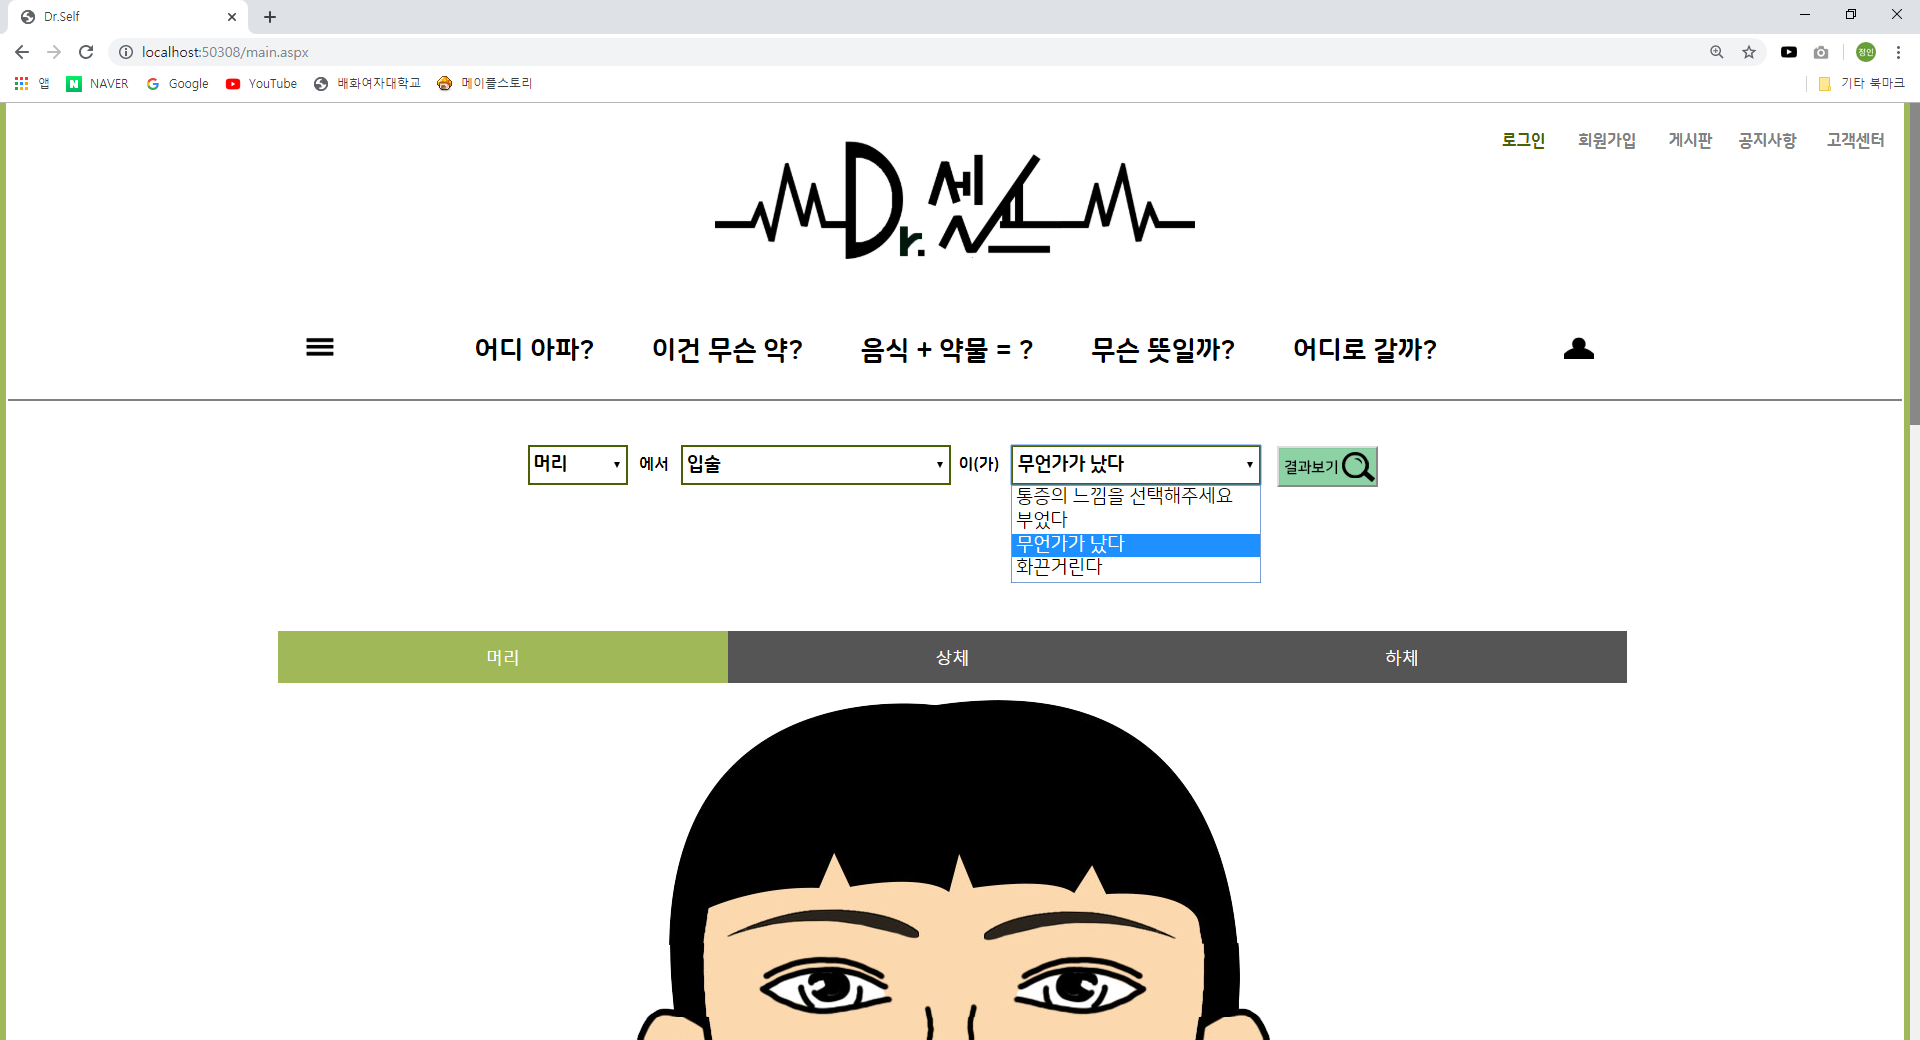 Dr.Self
localhost:50308/main.aspx
정인
앱 NAVER Google YouTube 배화여자대학교 메이플스토리 기타 북마크
로그인 회원가입 게시판 공지사항 고객센터
Dr.셀프
어디 아파? 이건 무슨 약? 음식 + 약물 = ? 무슨 뜻일까? 어디로 갈까?
머리 에서 입술 이(가) 무언가가 났다 결과보기
통증의 느낌을 선택해주세요
부었다
무언가가 났다
화끈거린다
머리 상체 하체